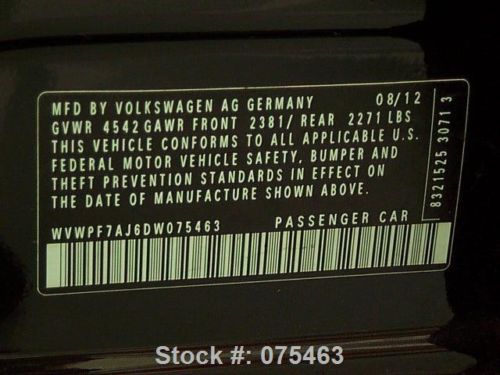 MFD BY VOLKSWAGEN AG GERMANY 08/12
GVWR 4542 GAWR FRONT 2381/ REAR 2271 LBS
THIS VEHICLE CONFORMS TO ALL APPLICABLE U.S.
FEDERAL MOTOR VEHICLE SAFETY, BUMPER AND
THEFT PREVENTION STANDARDS IN EFFECT ON
THE DATE OF MANUFACTURE SHOWN ABOVE.
WVWPF7AJ6DW075463 PASSENGER CAR
8321525 3071 3
Stock #: 075463